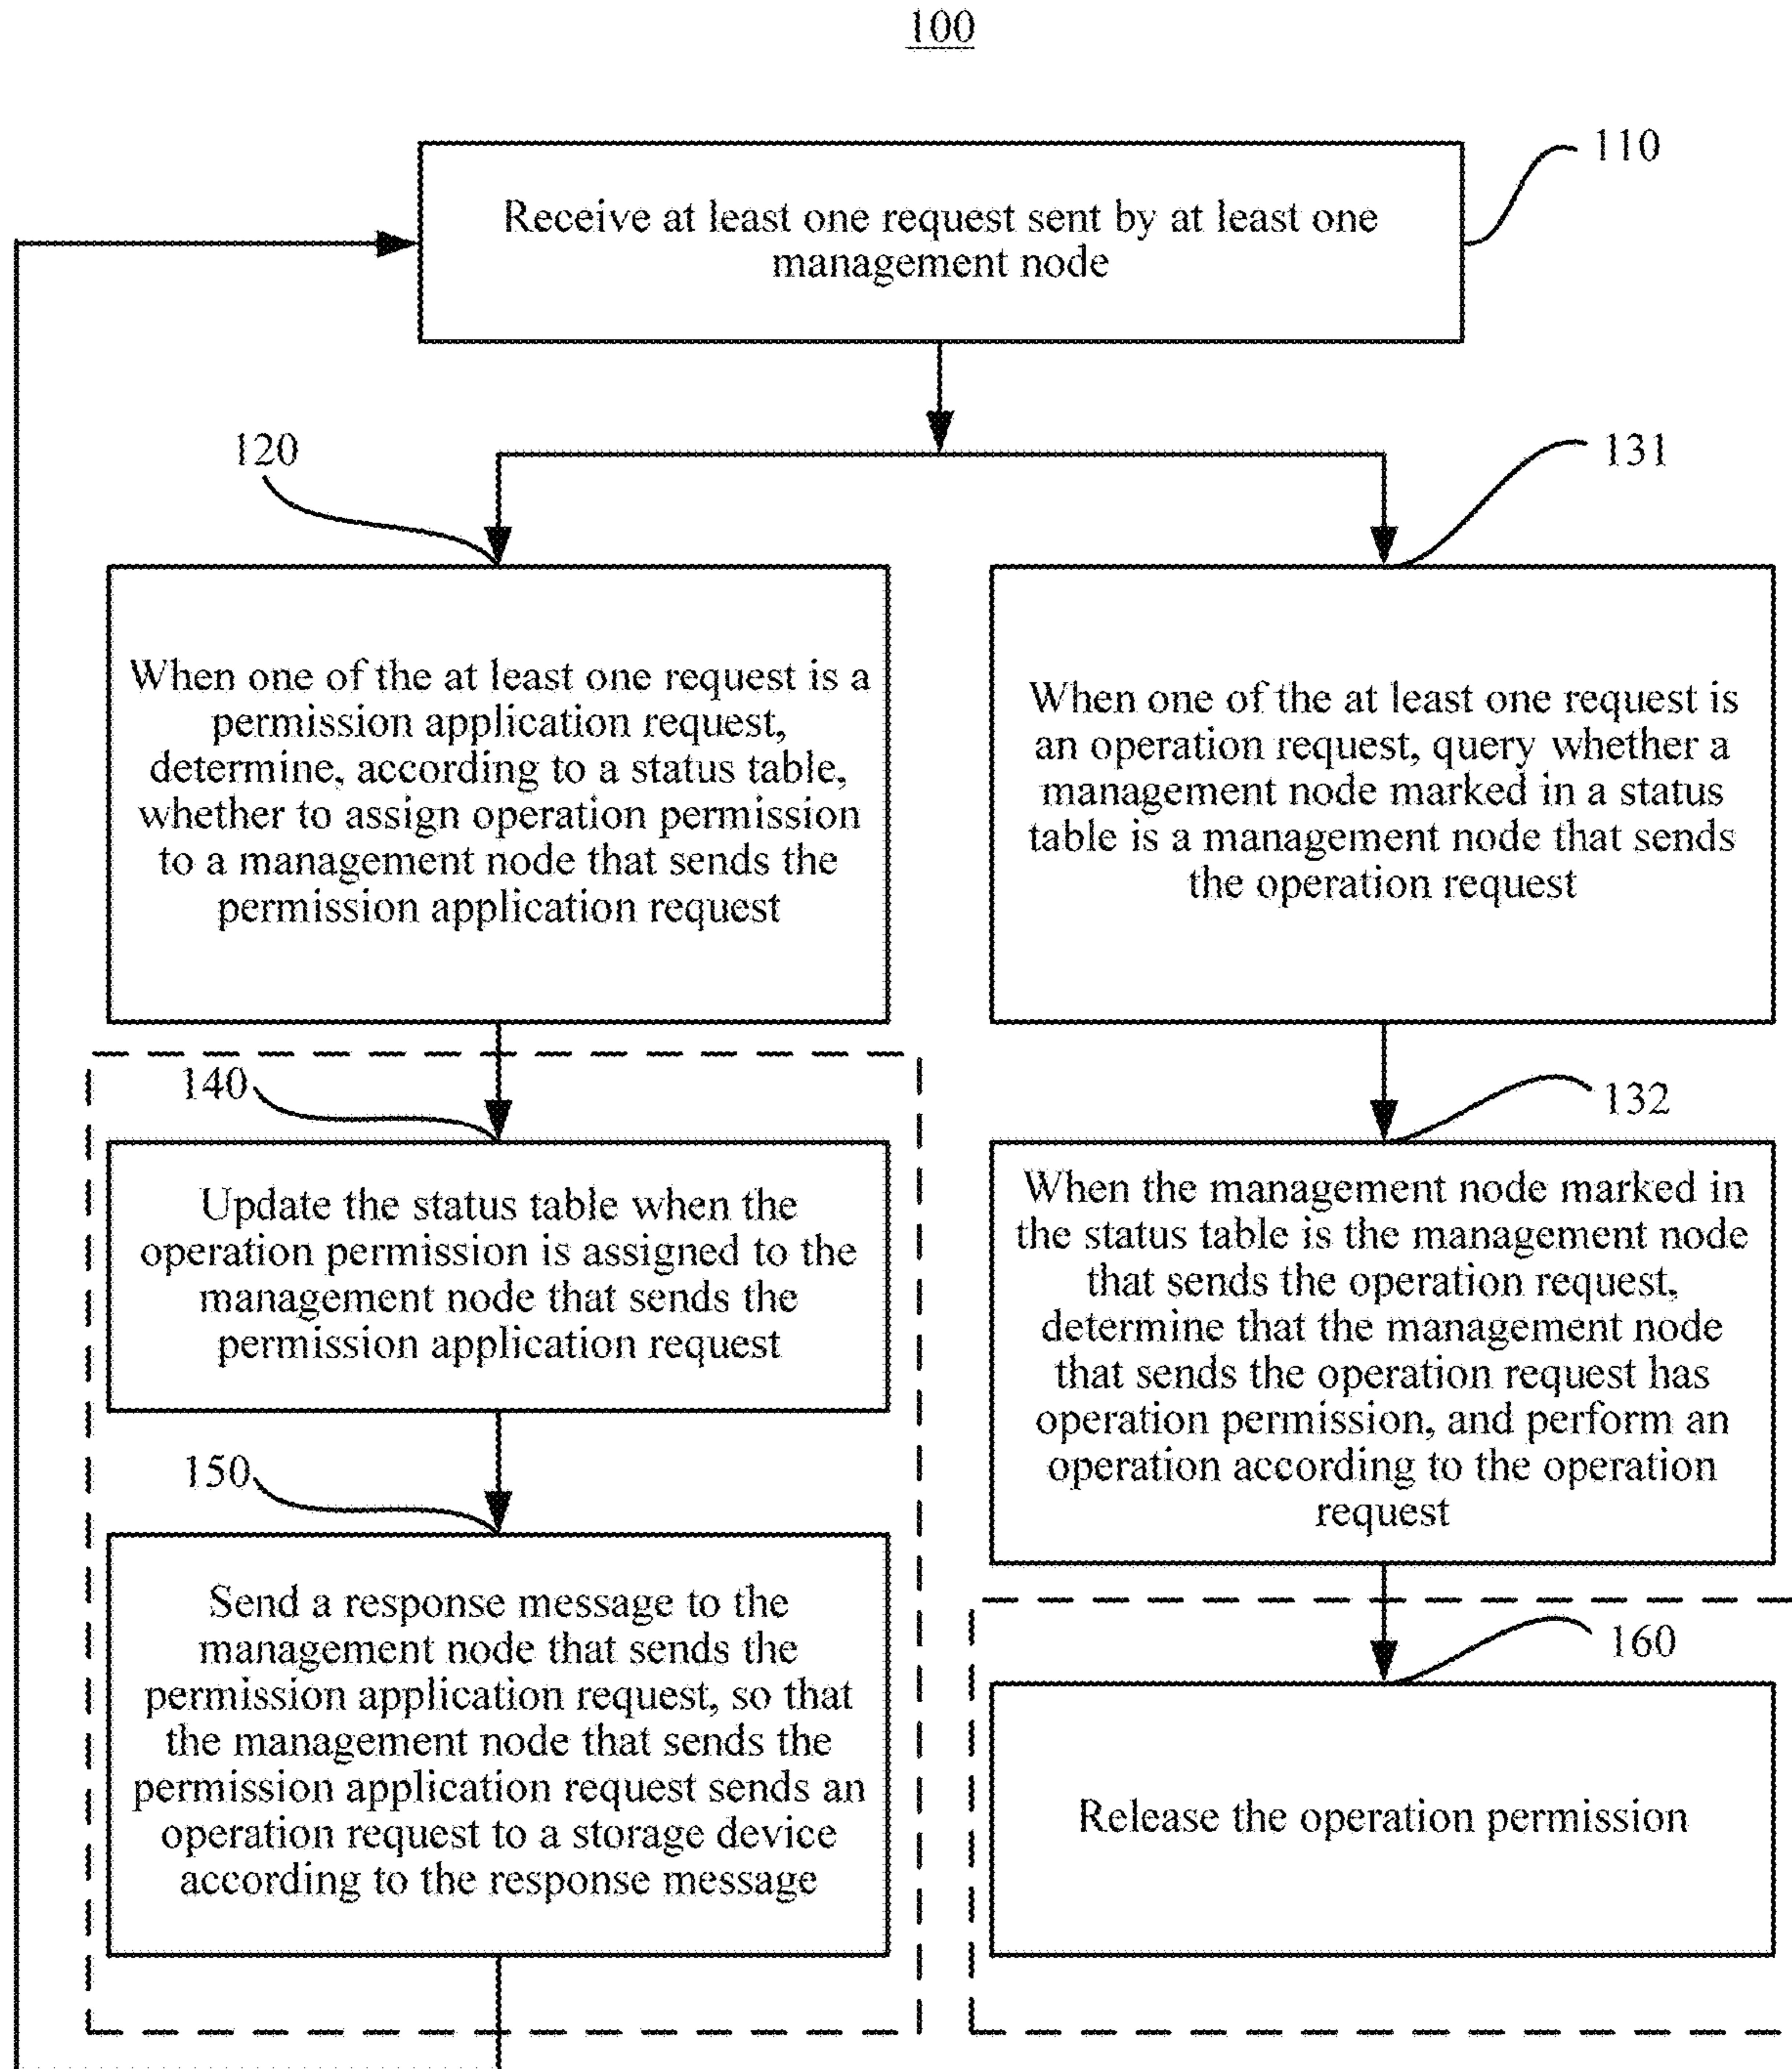 100
110
Receive at least one request sent by at least one
management node
120
131
When one of the at least one request is a
permission application request,
determine, according to a status table,
whether to assign operation permission
to a management node that sends the
permission application request
When one of the at least one request is
an operation request, query whether a
management node marked in a status
table is a management node that sends
the operation request
140
132
Update the status table when the
operation permission is assigned to the
management node that sends the
permission application request
When the management node marked in
the status table is the management node
that sends the operation request,
determine that the management node
that sends the operation request has
operation permission, and perform an
operation according to the operation
request
150
160
Send a response message to the
management node that sends the
permission application request, so that
the management node that sends the
permission application request sends an
operation request to a storage device
according to the response message
Release the operation permission